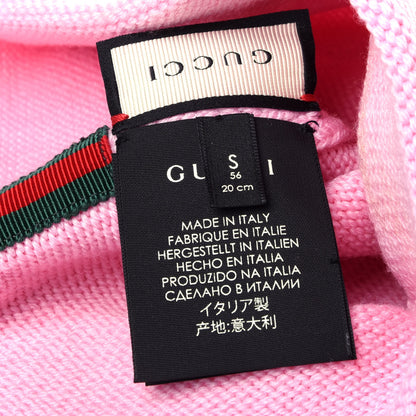 GUCCI
GUCCI
S
56
20 cm
MADE IN ITALY
FABRIQUE EN ITALIE
HERGESTELLT IN ITALIEN
HECHO EN ITALIA
PRODUZIDO NA ITALIA
СДЕЛАНО В ИТАЛИИ
イタリア製
产地:意大利